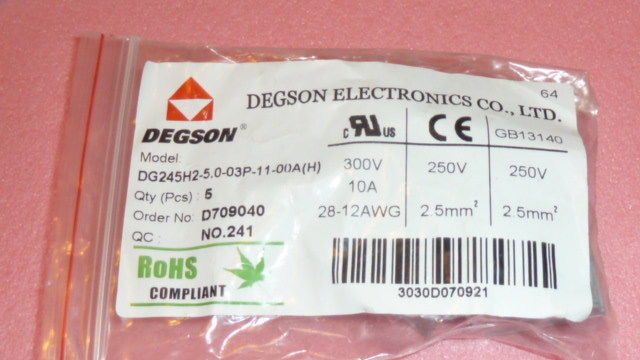 64
DEGSON ELECTRONICS CO., LTD.
DEGSON®
c RU US CE GB13140
Model:
DG245H2-5.0-03P-11-00A(H)
300V 250V 250V
Qty (Pcs) : 5
10A
Order No: D709040
28-12AWG 2.5mm² 2.5mm²
QC : NO.241
RoHS
COMPLIANT
3030D070921